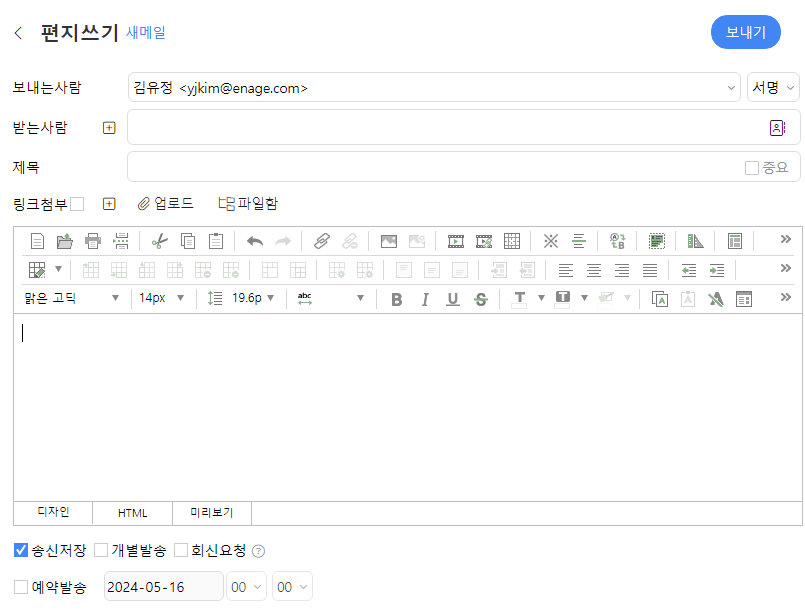 편지쓰기 새메일 보내기
보내는사람 김유정 <yjkim@enage.com> 서명
받는사람
제목 중요
링크첨부 업로드 파일함
맑은 고딕 14px 19.6p abc B I U S T T A A A
디자인 HTML 미리보기
송신저장 개별발송 회신요청 ?
예약발송 2024-05-16 00 00